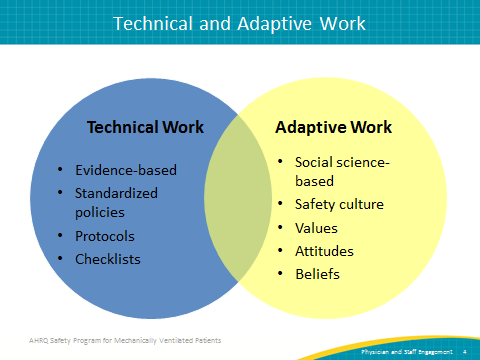 Technical and Adaptive Work
Technical Work
• Evidence-based
• Standardized
policies
• Protocols
• Checklists
Adaptive Work
• Social science-
based
• Safety culture
• Values
• Attitudes
• Beliefs
AHRQ Safety Program for Mechanically Ventilated Patients
Physician and Staff Engagement 4